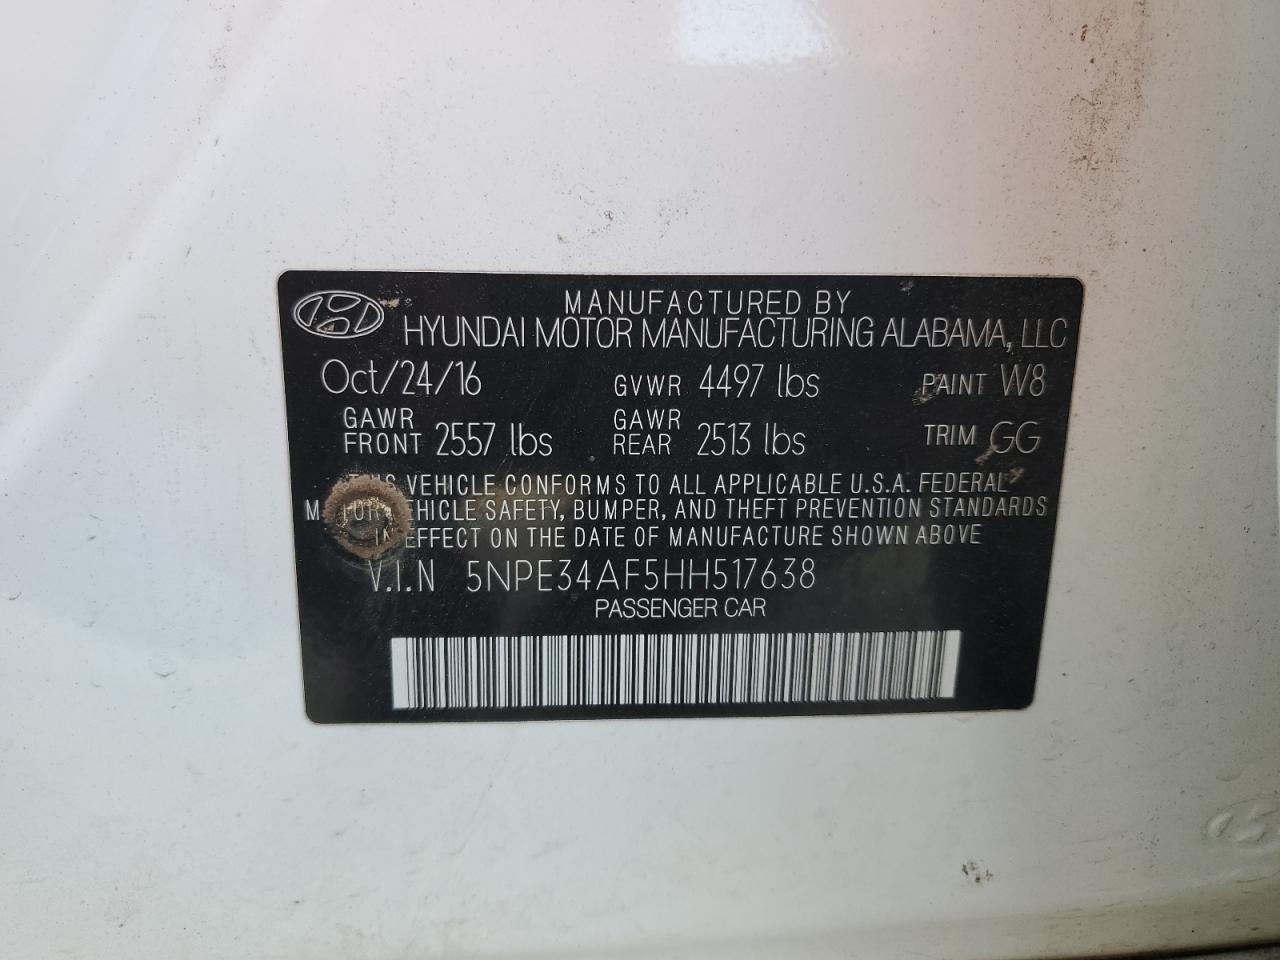 MANUFACTURED BY
HYUNDAI MOTOR MANUFACTURING ALABAMA, LLC
Oct/24/16 GVWR 4497 lbs PAINT W8
GAWR FRONT 2557 lbs GAWR REAR 2513 lbs TRIM GG
VEHICLE CONFORMS TO ALL APPLICABLE U.S.A. FEDERAL
VEHICLE SAFETY, BUMPER, AND THEFT PREVENTION STANDARDS
IN EFFECT ON THE DATE OF MANUFACTURE SHOWN ABOVE
V.I.N 5NPE34AF5HH517638
PASSENGER CAR